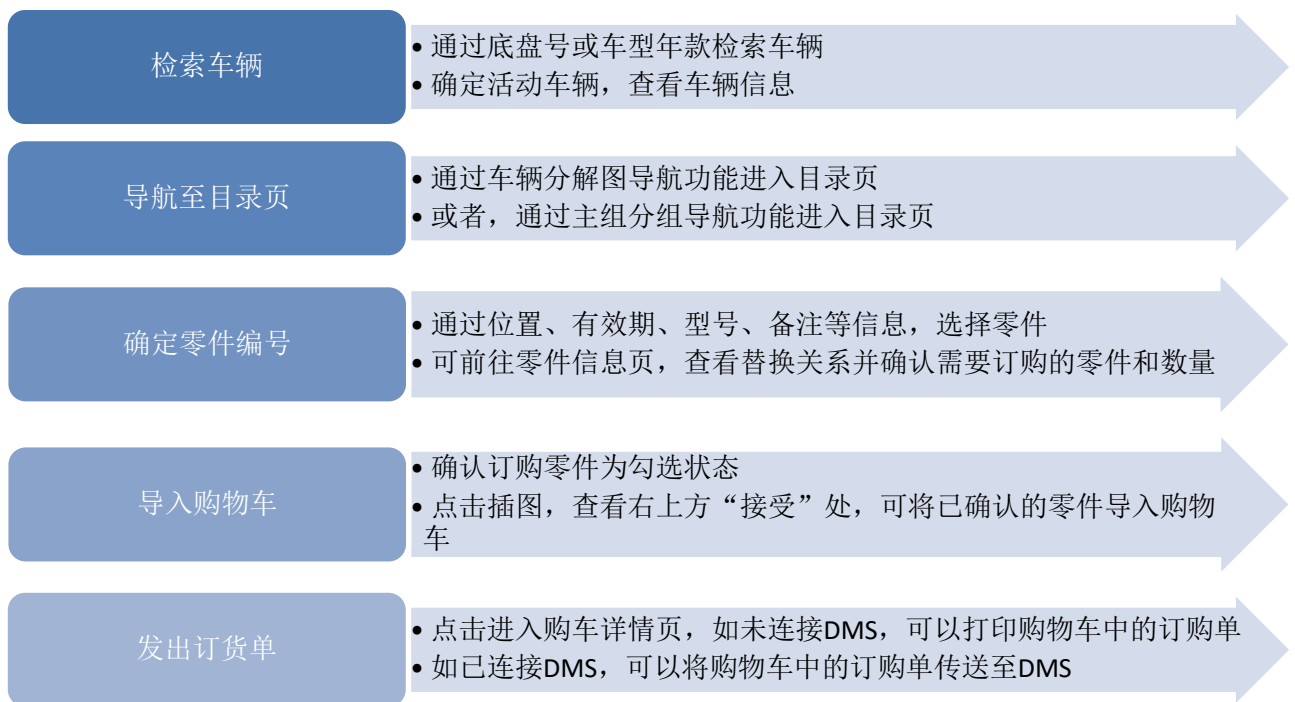 检索车辆
• 通过底盘号或车型年款检索车辆
• 确定活动车辆，查看车辆信息
导航至目录页
• 通过车辆分解图导航功能进入目录页
• 或者，通过主组分组导航功能进入目录页
确定零件编号
• 通过位置、有效期、型号、备注等信息，选择零件
• 可前往零件信息页，查看替换关系并确认需要订购的零件和数量
导入购物车
• 确认订购零件为勾选状态
• 点击插图，查看右上方“接受”处，可将已确认的零件导入购物
车
发出订货单
• 点击进入购车详情页，如未连接DMS，可以打印购物车中的订购单
• 如已连接DMS，可以将购物车中的订购单传送至DMS